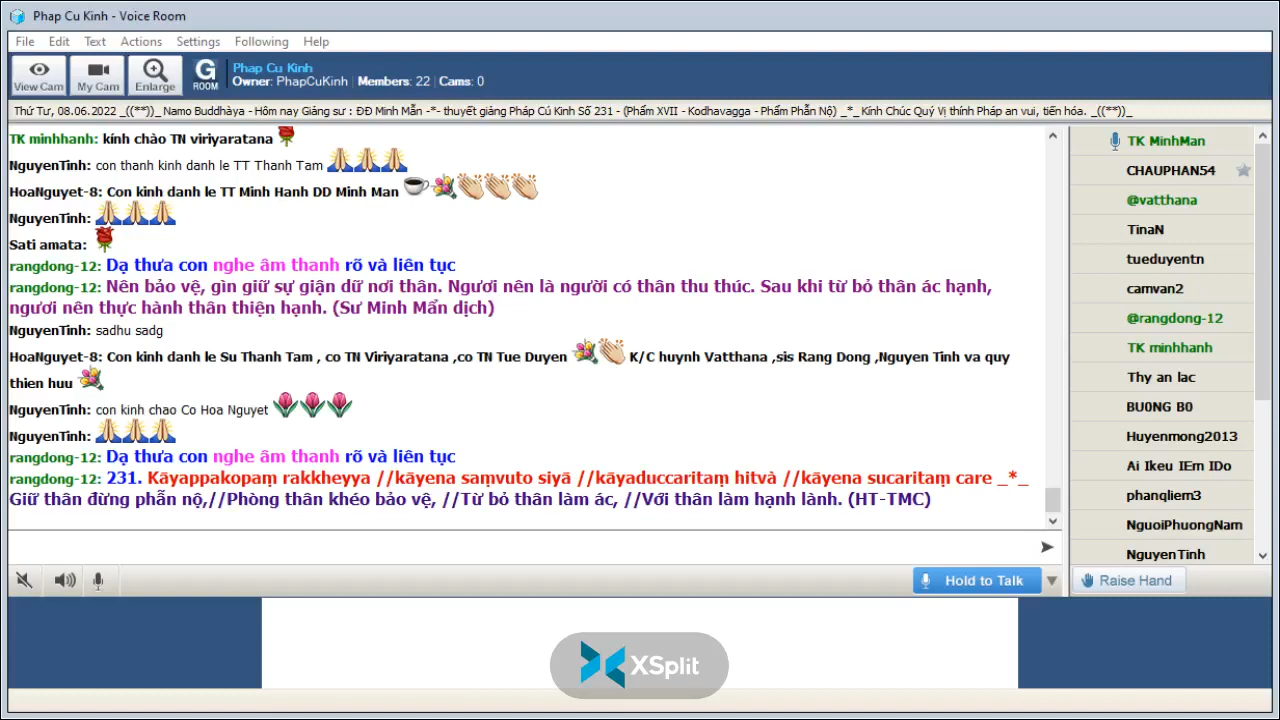 Phap Cu Kinh - Voice Room
File Edit Text Actions Settings Following Help
View Cam My Cam Enlarge G ROOM
Phap Cu Kinh
Owner: PhapCuKinh | Members: 22 | Cams: 0
Thứ Tư, 08.06.2022 _((**))_ Namo Buddhàya - Hôm nay Giảng sư : ĐĐ Minh Mẫn -*- thuyết giảng Pháp Cú Kinh Số 231 - (Phẩm XVII - Kodhavagga - Phẩm Phẫn Nộ) _*_ Kính Chúc Quý Vị thính Pháp an vui, tiến hóa. _((**))_
TK minhhanh: kính chào TN viriyaratana
NguyenTinh: con thanh kinh danh le TT Thanh Tam
HoaNguyet-8: Con kinh danh le TT Minh Hanh DD Minh Man
NguyenTinh:
Sati amata:
rangdong-12: Dạ thưa con nghe âm thanh rõ và liên tục
rangdong-12: Nên bảo vệ, gìn giữ sự giận dữ nơi thân. Ngươi nên là người có thân thu thúc. Sau khi từ bỏ thân ác hạnh,
ngươi nên thực hành thân thiện hạnh. (Sư Minh Mẩn dịch)
NguyenTinh: sadhu sadg
HoaNguyet-8: Con kinh danh le Su Thanh Tam , co TN Viriyaratana ,co TN Tue Duyen K/C huynh Vatthana ,sis Rang Dong ,Nguyen Tinh va quy
thien huu
NguyenTinh: con kinh chao Co Hoa Nguyet
NguyenTinh:
rangdong-12: Dạ thưa con nghe âm thanh rõ và liên tục
rangdong-12: 231. Kāyappakopaṃ rakkheyya //kāyena saṃvuto siyā //kāyaduccaritaṃ hitvà //kāyena sucaritaṃ care _*_
Giữ thân đừng phẫn nộ,//Phòng thân khéo bảo vệ, //Từ bỏ thân làm ác, //Với thân làm hạnh lành. (HT-TMC)
TK MinhMan
CHAUPHAN54
@vatthana
TinaN
tueduyentn
camvan2
@rangdong-12
TK minhhanh
Thy an lac
BU0NG B0
Huyenmong2013
Ai Ikeu IEm IDo
phanqliem3
NguoiPhuongNam
NguyenTinh
Hold to Talk
Raise Hand
XSplit